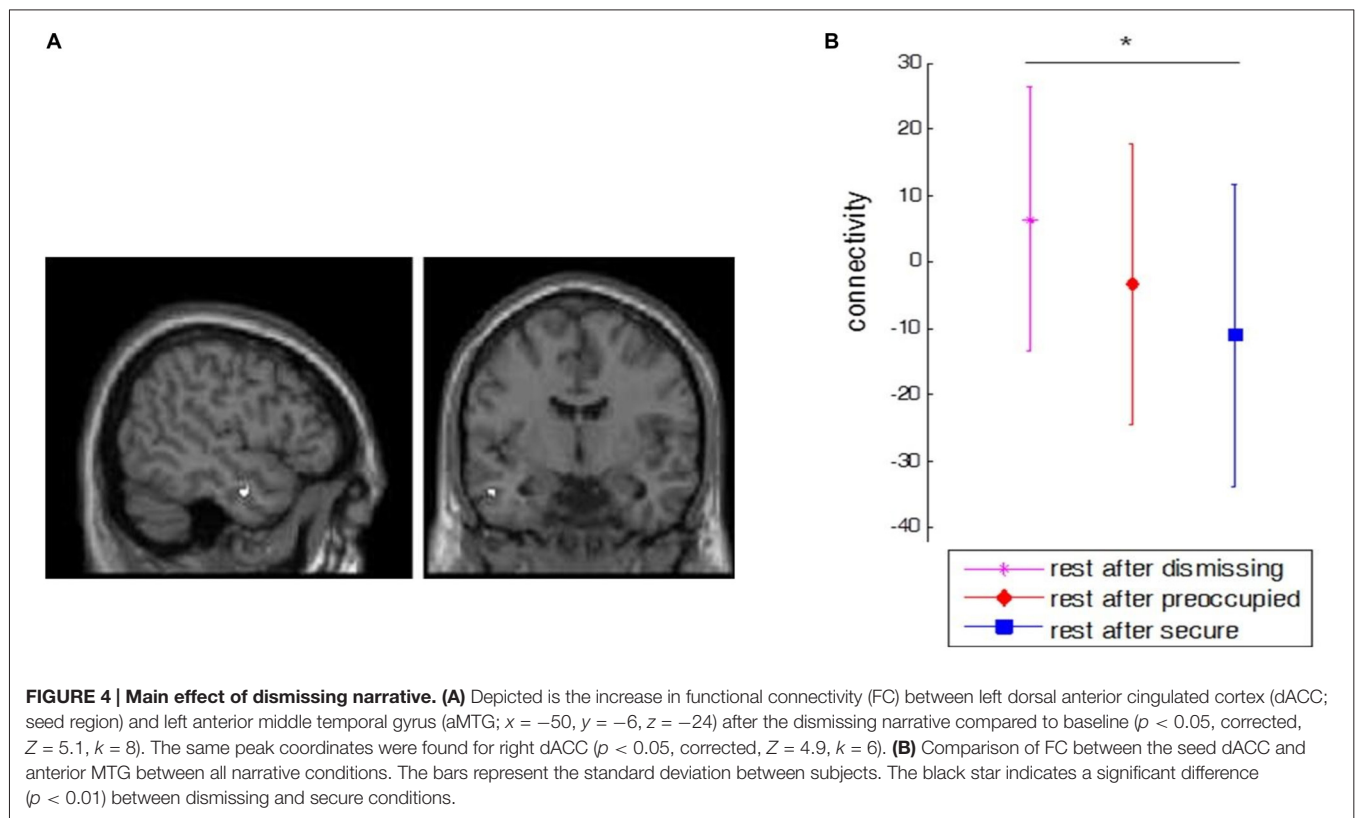 A
B
*
30
20
10
0
-10
-20
-30
-40
connectivity
rest after dismissing
rest after preoccupied
rest after secure
FIGURE 4 | Main effect of dismissing narrative. (A) Depicted is the increase in functional connectivity (FC) between left dorsal anterior cingulated cortex (dACC;
seed region) and left anterior middle temporal gyrus (aMTG; x = −50, y = −6, z = −24) after the dismissing narrative compared to baseline (p < 0.05, corrected,
Z = 5.1, k = 8). The same peak coordinates were found for right dACC (p < 0.05, corrected, Z = 4.9, k = 6). (B) Comparison of FC between the seed dACC and
anterior MTG between all narrative conditions. The bars represent the standard deviation between subjects. The black star indicates a significant difference
(p < 0.01) between dismissing and secure conditions.